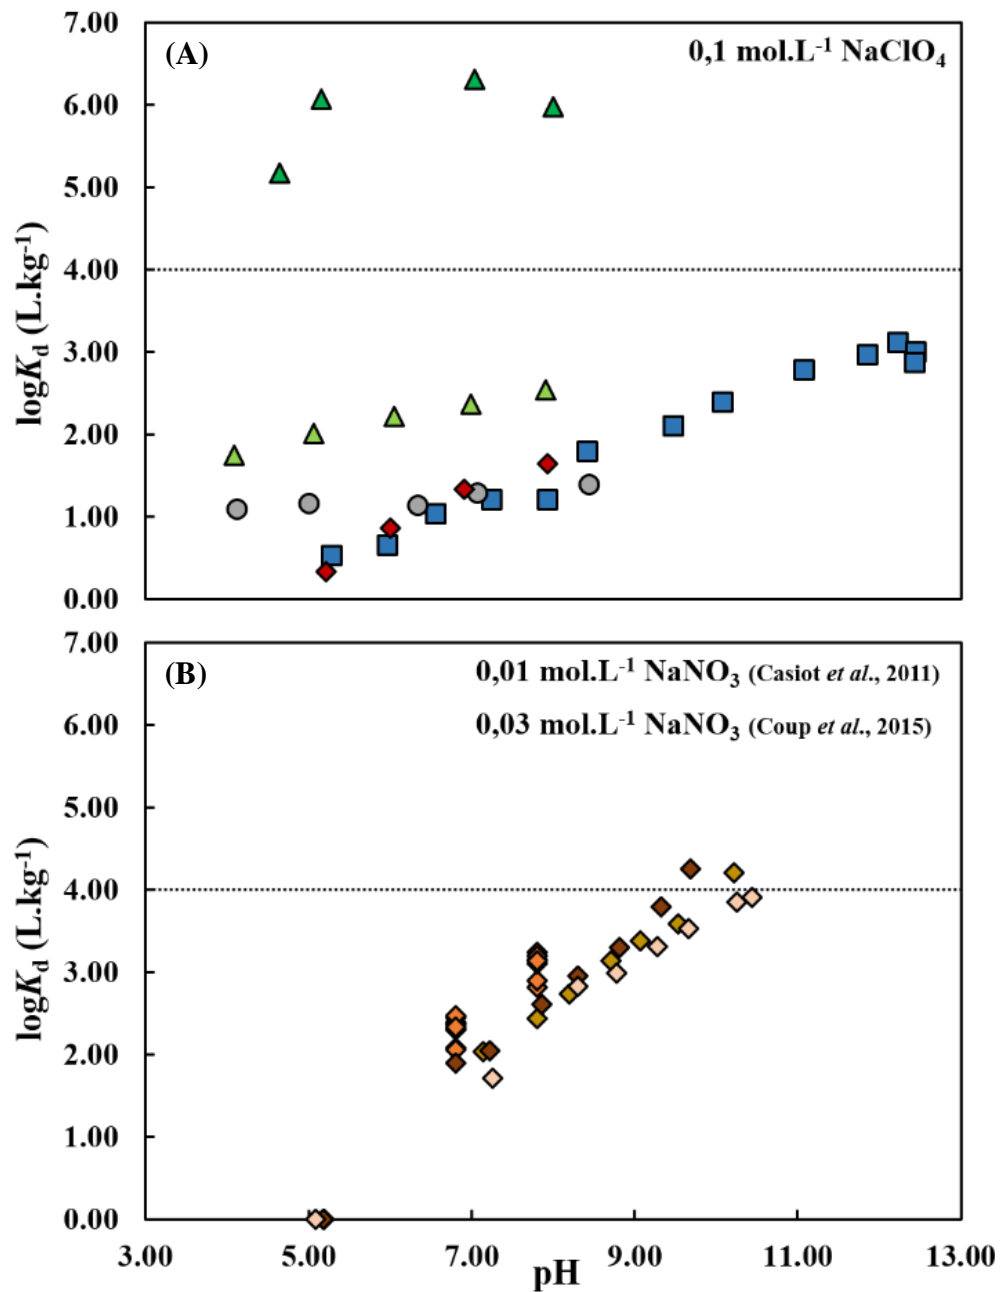 7.00
(A) 0,1 mol.L⁻¹ NaClO₄
6.00
5.00
4.00
3.00
2.00
1.00
0.00
logKd (L.kg⁻¹)
7.00
(B) 0,01 mol.L⁻¹ NaNO₃ (Casiot et al., 2011)
0,03 mol.L⁻¹ NaNO₃ (Coup et al., 2015)
6.00
5.00
4.00
3.00
2.00
1.00
0.00
logKd (L.kg⁻¹)
3.00 5.00 7.00 9.00 11.00 13.00
pH